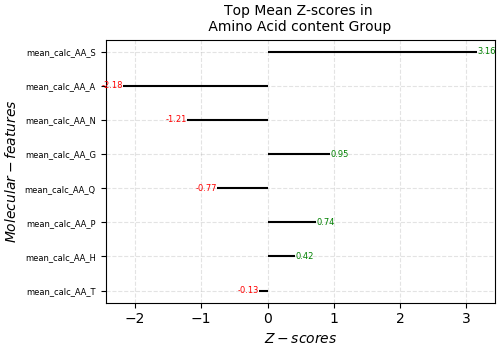 Top Mean Z-scores in
Amino Acid content Group
mean_calc_AA_S
3.16
mean_calc_AA_A
-2.18
mean_calc_AA_N
-1.21
mean_calc_AA_G
0.95
mean_calc_AA_Q
-0.77
mean_calc_AA_P
0.74
mean_calc_AA_H
0.42
mean_calc_AA_T
-0.13
−2 −1 0 1 2 3
Z − scores
Molecular − features